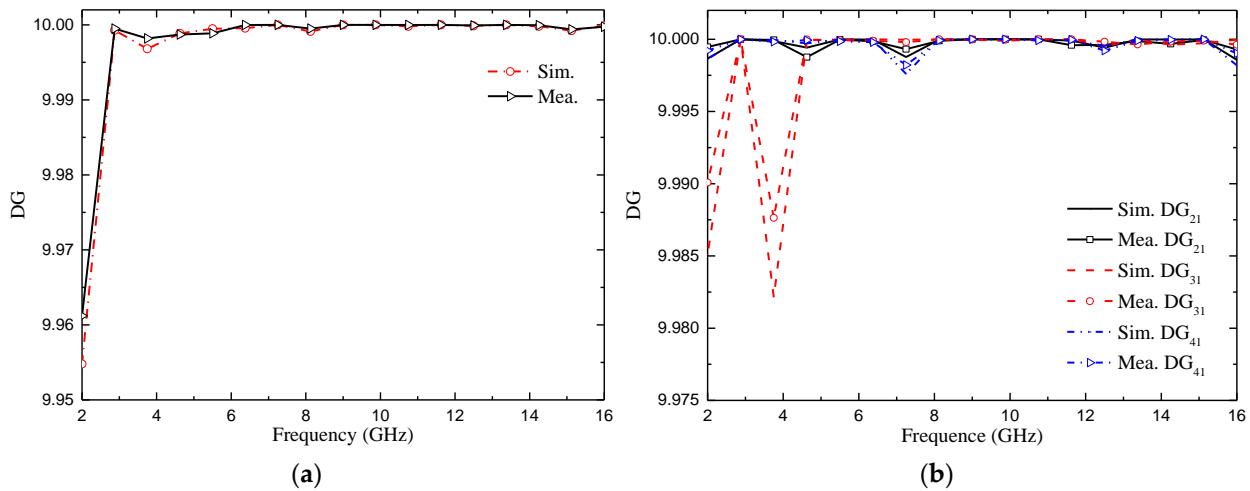 10.00
9.99
9.98
9.97
9.96
9.95
DG
2 4 6 8 10 12 14 16
Frequency (GHz)
Sim.
Mea.
(a)
10.000
9.995
9.990
9.985
9.980
9.975
DG
2 4 6 8 10 12 14 16
Frequence (GHz)
Sim. DG21
Mea. DG21
Sim. DG31
Mea. DG31
Sim. DG41
Mea. DG41
(b)